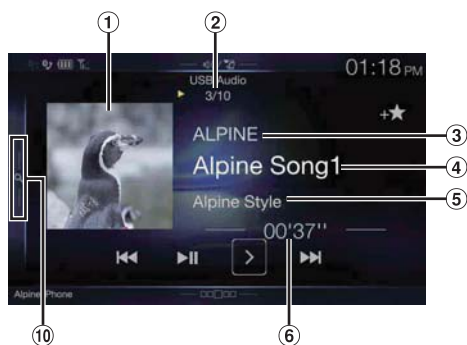 ① ②
USB Audio
01:18 PM
3/10
+★
ALPINE ③
Alpine Song1 ④
Alpine Style ⑤
00'37''
Alpine Phone
⑩ ⑥